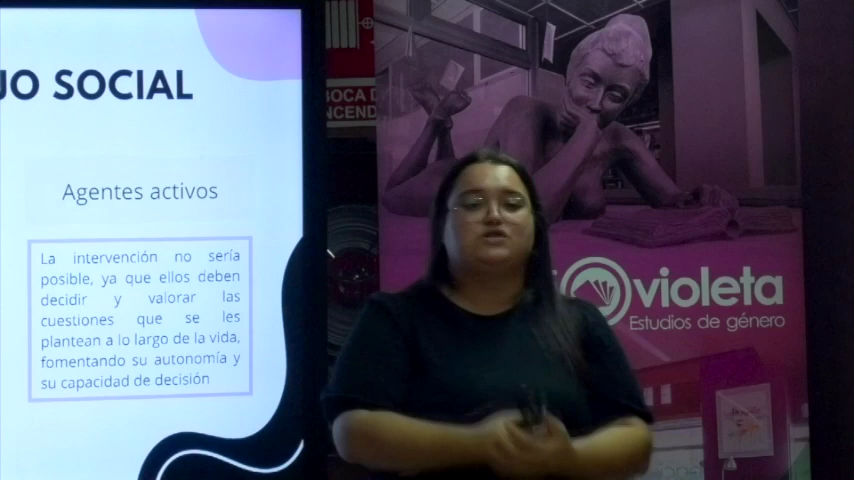 JO SOCIAL
Agentes activos
La intervención no sería
posible, ya que ellos deben
decidir y valorar las
cuestiones que se les
plantean a lo largo de la vida,
fomentando su autonomía y
su capacidad de decisión
BOCA D
NCEND
violeta
Estudios de género